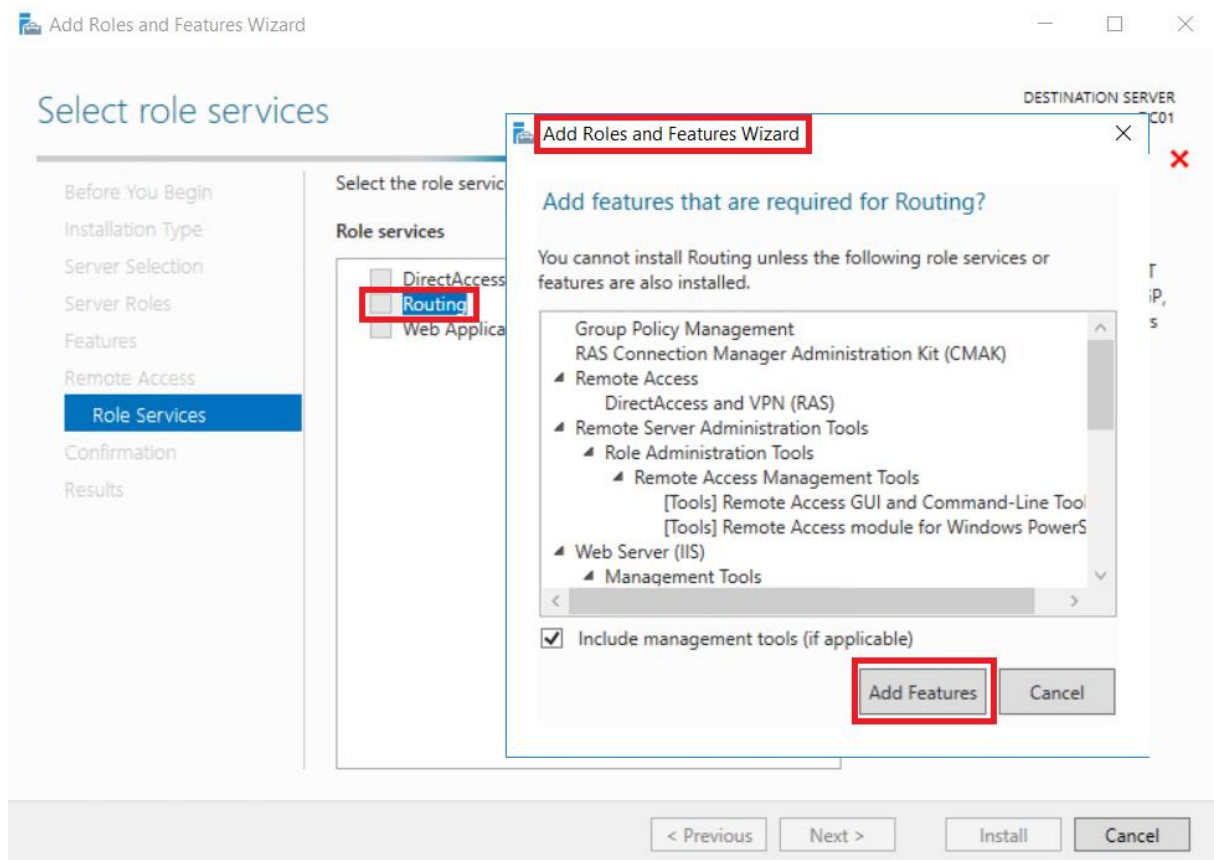 Add Roles and Features Wizard
Select role services
DESTINATION SERVER
C01
Before You Begin
Installation Type
Server Selection
Server Roles
Features
Remote Access
Role Services
Confirmation
Results
Select the role servic
Role services
DirectAccess
Routing
Web Applica
Add Roles and Features Wizard
Add features that are required for Routing?
You cannot install Routing unless the following role services or
features are also installed.
Group Policy Management
RAS Connection Manager Administration Kit (CMAK)
Remote Access
DirectAccess and VPN (RAS)
Remote Server Administration Tools
Role Administration Tools
Remote Access Management Tools
[Tools] Remote Access GUI and Command-Line Tool
[Tools] Remote Access module for Windows PowerS
Web Server (IIS)
Management Tools
Include management tools (if applicable)
Add Features
Cancel
T
P,
s
< Previous
Next >
Install
Cancel